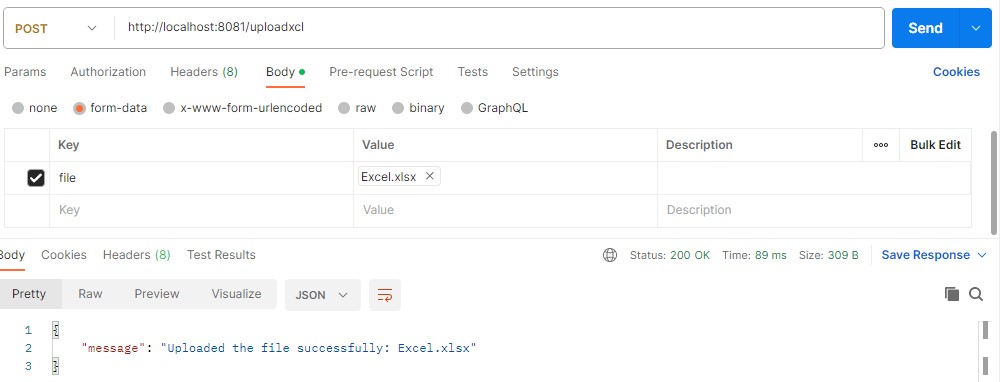 POST http://localhost:8081/uploadxcl Send
Params Authorization Headers (8) Body Pre-request Script Tests Settings Cookies
none form-data x-www-form-urlencoded raw binary GraphQL
Key Value Description Bulk Edit
file Excel.xlsx
Key Value Description
Body Cookies Headers (8) Test Results Status: 200 OK Time: 89 ms Size: 309 B Save Response
Pretty Raw Preview Visualize JSON
1 {
2 "message": "Uploaded the file successfully: Excel.xlsx"
3 }